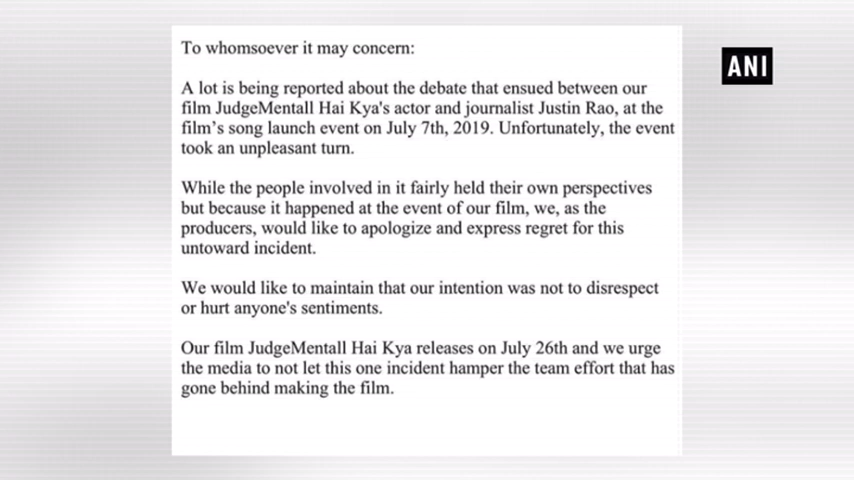 To whomsoever it may concern:
ANI
A lot is being reported about the debate that ensued between our
film JudgeMentall Hai Kya's actor and journalist Justin Rao, at the
film's song launch event on July 7th, 2019. Unfortunately, the event
took an unpleasant turn.
While the people involved in it fairly held their own perspectives
but because it happened at the event of our film, we, as the
producers, would like to apologize and express regret for this
untoward incident.
We would like to maintain that our intention was not to disrespect
or hurt anyone's sentiments.
Our film JudgeMentall Hai Kya releases on July 26th and we urge
the media to not let this one incident hamper the team effort that has
gone behind making the film.